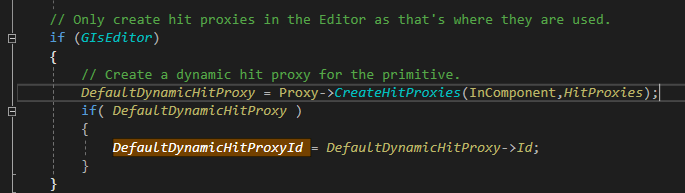 // Only create hit proxies in the Editor as that's where they are used.
if (GIsEditor)
{
// Create a dynamic hit proxy for the primitive.
DefaultDynamicHitProxy = Proxy->CreateHitProxies(InComponent,HitProxies);
if( DefaultDynamicHitProxy )
{
DefaultDynamicHitProxyId = DefaultDynamicHitProxy->Id;
}
}